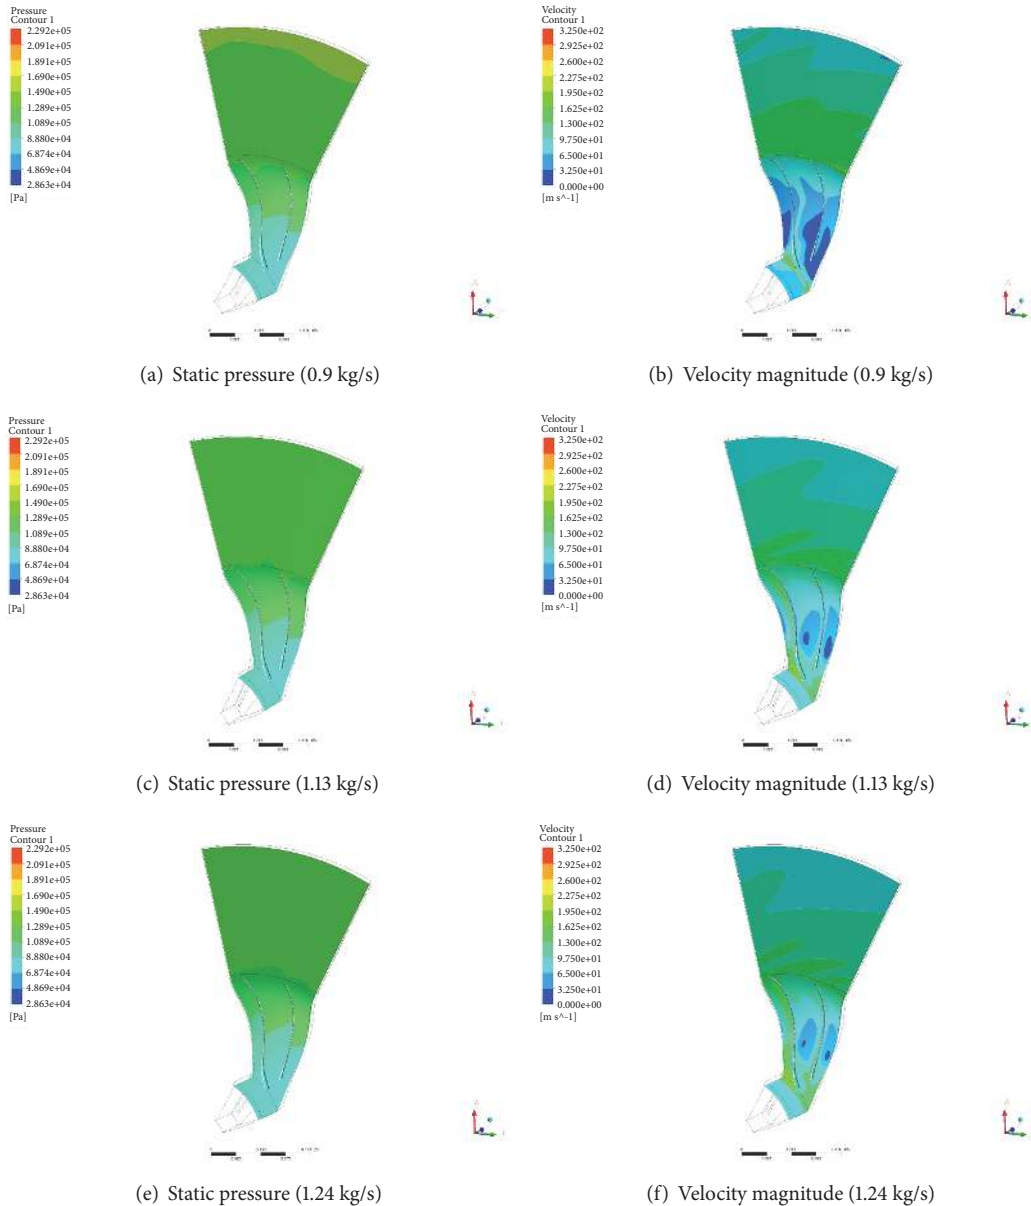 Pressure
Contour 1
2.292e+05
2.091e+05
1.891e+05
1.690e+05
1.490e+05
1.289e+05
1.089e+05
8.880e+04
6.874e+04
4.869e+04
2.863e+04
[Pa]
Velocity
Contour 1
3.250e+02
2.925e+02
2.600e+02
2.275e+02
1.950e+02
1.625e+02
1.300e+02
9.750e+01
6.500e+01
3.250e+01
0.000e+00
[m s^-1]
(a) Static pressure (0.9 kg/s)
(b) Velocity magnitude (0.9 kg/s)
Pressure
Contour 1
2.292e+05
2.091e+05
1.891e+05
1.690e+05
1.490e+05
1.289e+05
1.089e+05
8.880e+04
6.874e+04
4.869e+04
2.863e+04
[Pa]
Velocity
Contour 1
3.250e+02
2.925e+02
2.600e+02
2.275e+02
1.950e+02
1.625e+02
1.300e+02
9.750e+01
6.500e+01
3.250e+01
0.000e+00
[m s^-1]
(c) Static pressure (1.13 kg/s)
(d) Velocity magnitude (1.13 kg/s)
Pressure
Contour 1
2.292e+05
2.091e+05
1.891e+05
1.690e+05
1.490e+05
1.289e+05
1.089e+05
8.880e+04
6.874e+04
4.869e+04
2.863e+04
[Pa]
Velocity
Contour 1
3.250e+02
2.925e+02
2.600e+02
2.275e+02
1.950e+02
1.625e+02
1.300e+02
9.750e+01
6.500e+01
3.250e+01
0.000e+00
[m s^-1]
(e) Static pressure (1.24 kg/s)
(f) Velocity magnitude (1.24 kg/s)